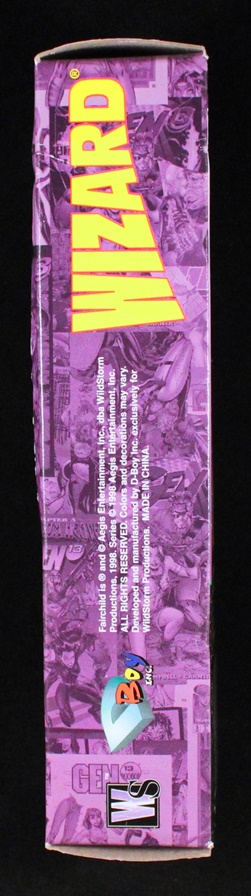 WIZARD®
Fairchild is ® and © Aegis Entertainment, Inc., dba WildStorm
Productions, 1998. Series © 1998 Aegis Entertainment, Inc.
ALL RIGHTS RESERVED. Colors and decorations may vary.
Developed and manufactured by D-Boy Inc. exclusively for
WildStorm Productions. MADE IN CHINA.
D Boy INC.
GEN 13
WS